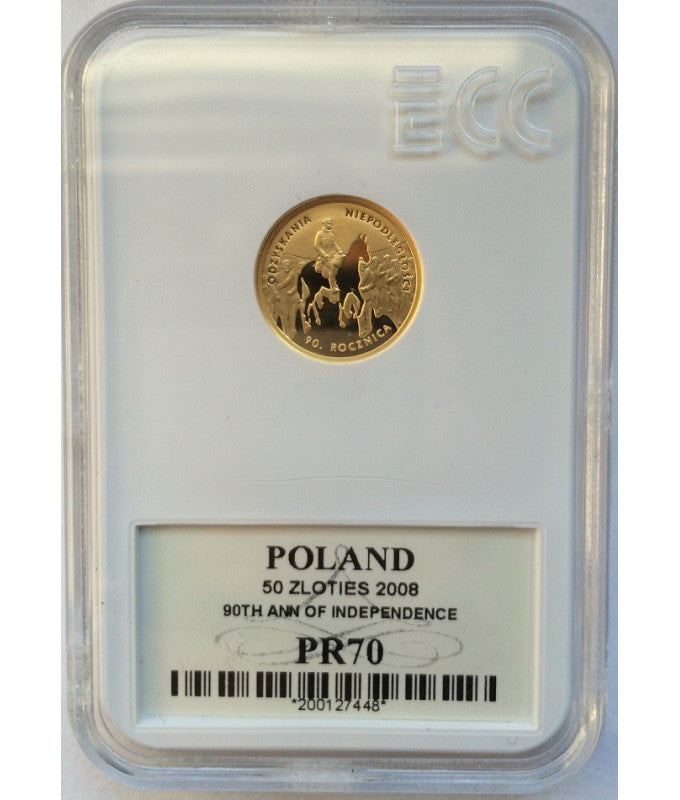 ECC
ODZYSKANIA NIEPODLEGŁOŚCI
90. ROCZNICA
POLAND
50 ZLOTIES 2008
90TH ANN OF INDEPENDENCE
PR70
*200127448*